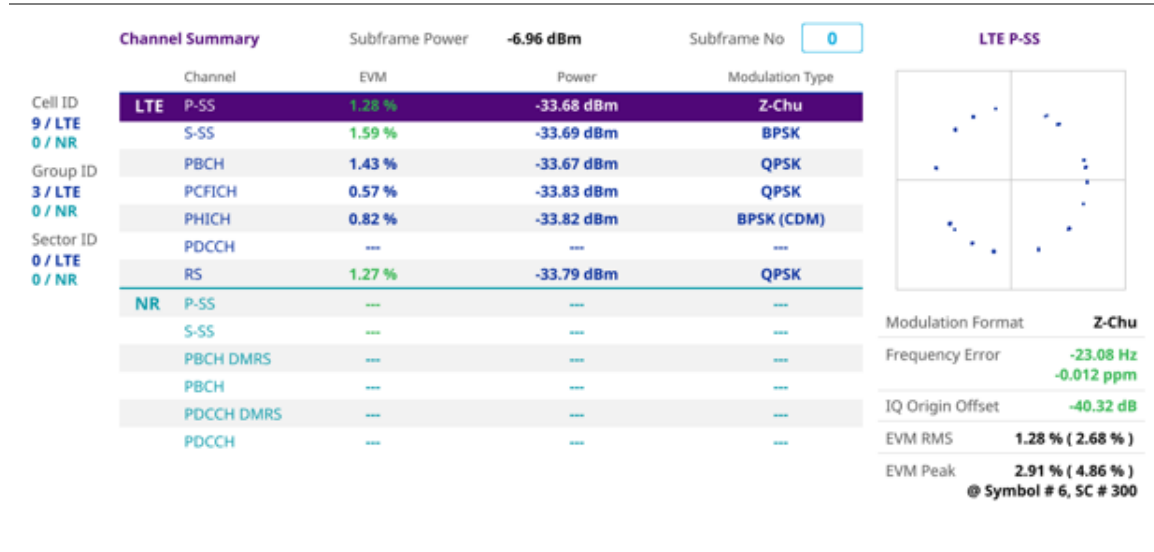 Channel Summary Subframe Power -6.96 dBm Subframe No 0 LTE P-SS
Channel EVM Power Modulation Type
Cell ID
9 / LTE
0 / NR
Group ID
3 / LTE
0 / NR
Sector ID
0 / LTE
0 / NR
LTE P-SS 1.28 % -33.68 dBm Z-Chu
S-SS 1.59 % -33.69 dBm BPSK
PBCH 1.43 % -33.67 dBm QPSK
PCFICH 0.57 % -33.83 dBm QPSK
PHICH 0.82 % -33.82 dBm BPSK (CDM)
PDCCH --- --- ---
RS 1.27 % -33.79 dBm QPSK
NR P-SS --- --- ---
S-SS --- --- ---
PBCH DMRS --- --- ---
PBCH --- --- ---
PDCCH DMRS --- --- ---
PDCCH --- --- ---
Modulation Format Z-Chu
Frequency Error -23.08 Hz
-0.012 ppm
IQ Origin Offset -40.32 dB
EVM RMS 1.28 % ( 2.68 % )
EVM Peak 2.91 % ( 4.86 % )
@ Symbol # 6, SC # 300